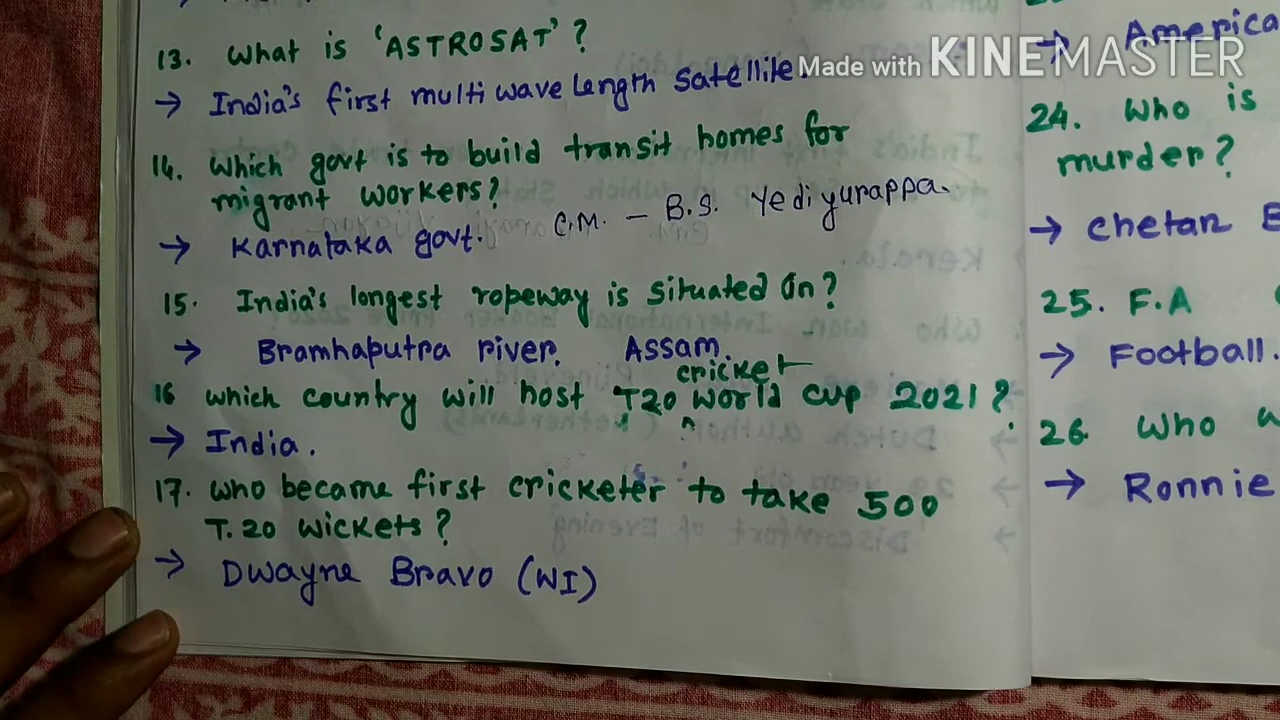 13. What is 'ASTROSAT'?
→ India's first multi wave length satellite.
14. Which govt is to build transit homes for
migrant workers?
→ Karnataka govt. C.M. – B.S. Yediyurappa.
15. India's longest ropeway is situated on?
→ Bramhaputra river. Assam.
cricket
16 which country will host T20 ^ world cup 2021?
→ India.
17. who became first cricketer to take 500
T.20 wickets?
→ Dwayne Bravo (WI)
Made with KINEMASTER
→ America
24. Who is
murder?
→ Chetan
25. F.A
→ Football.
26. Who
→ Ronnie